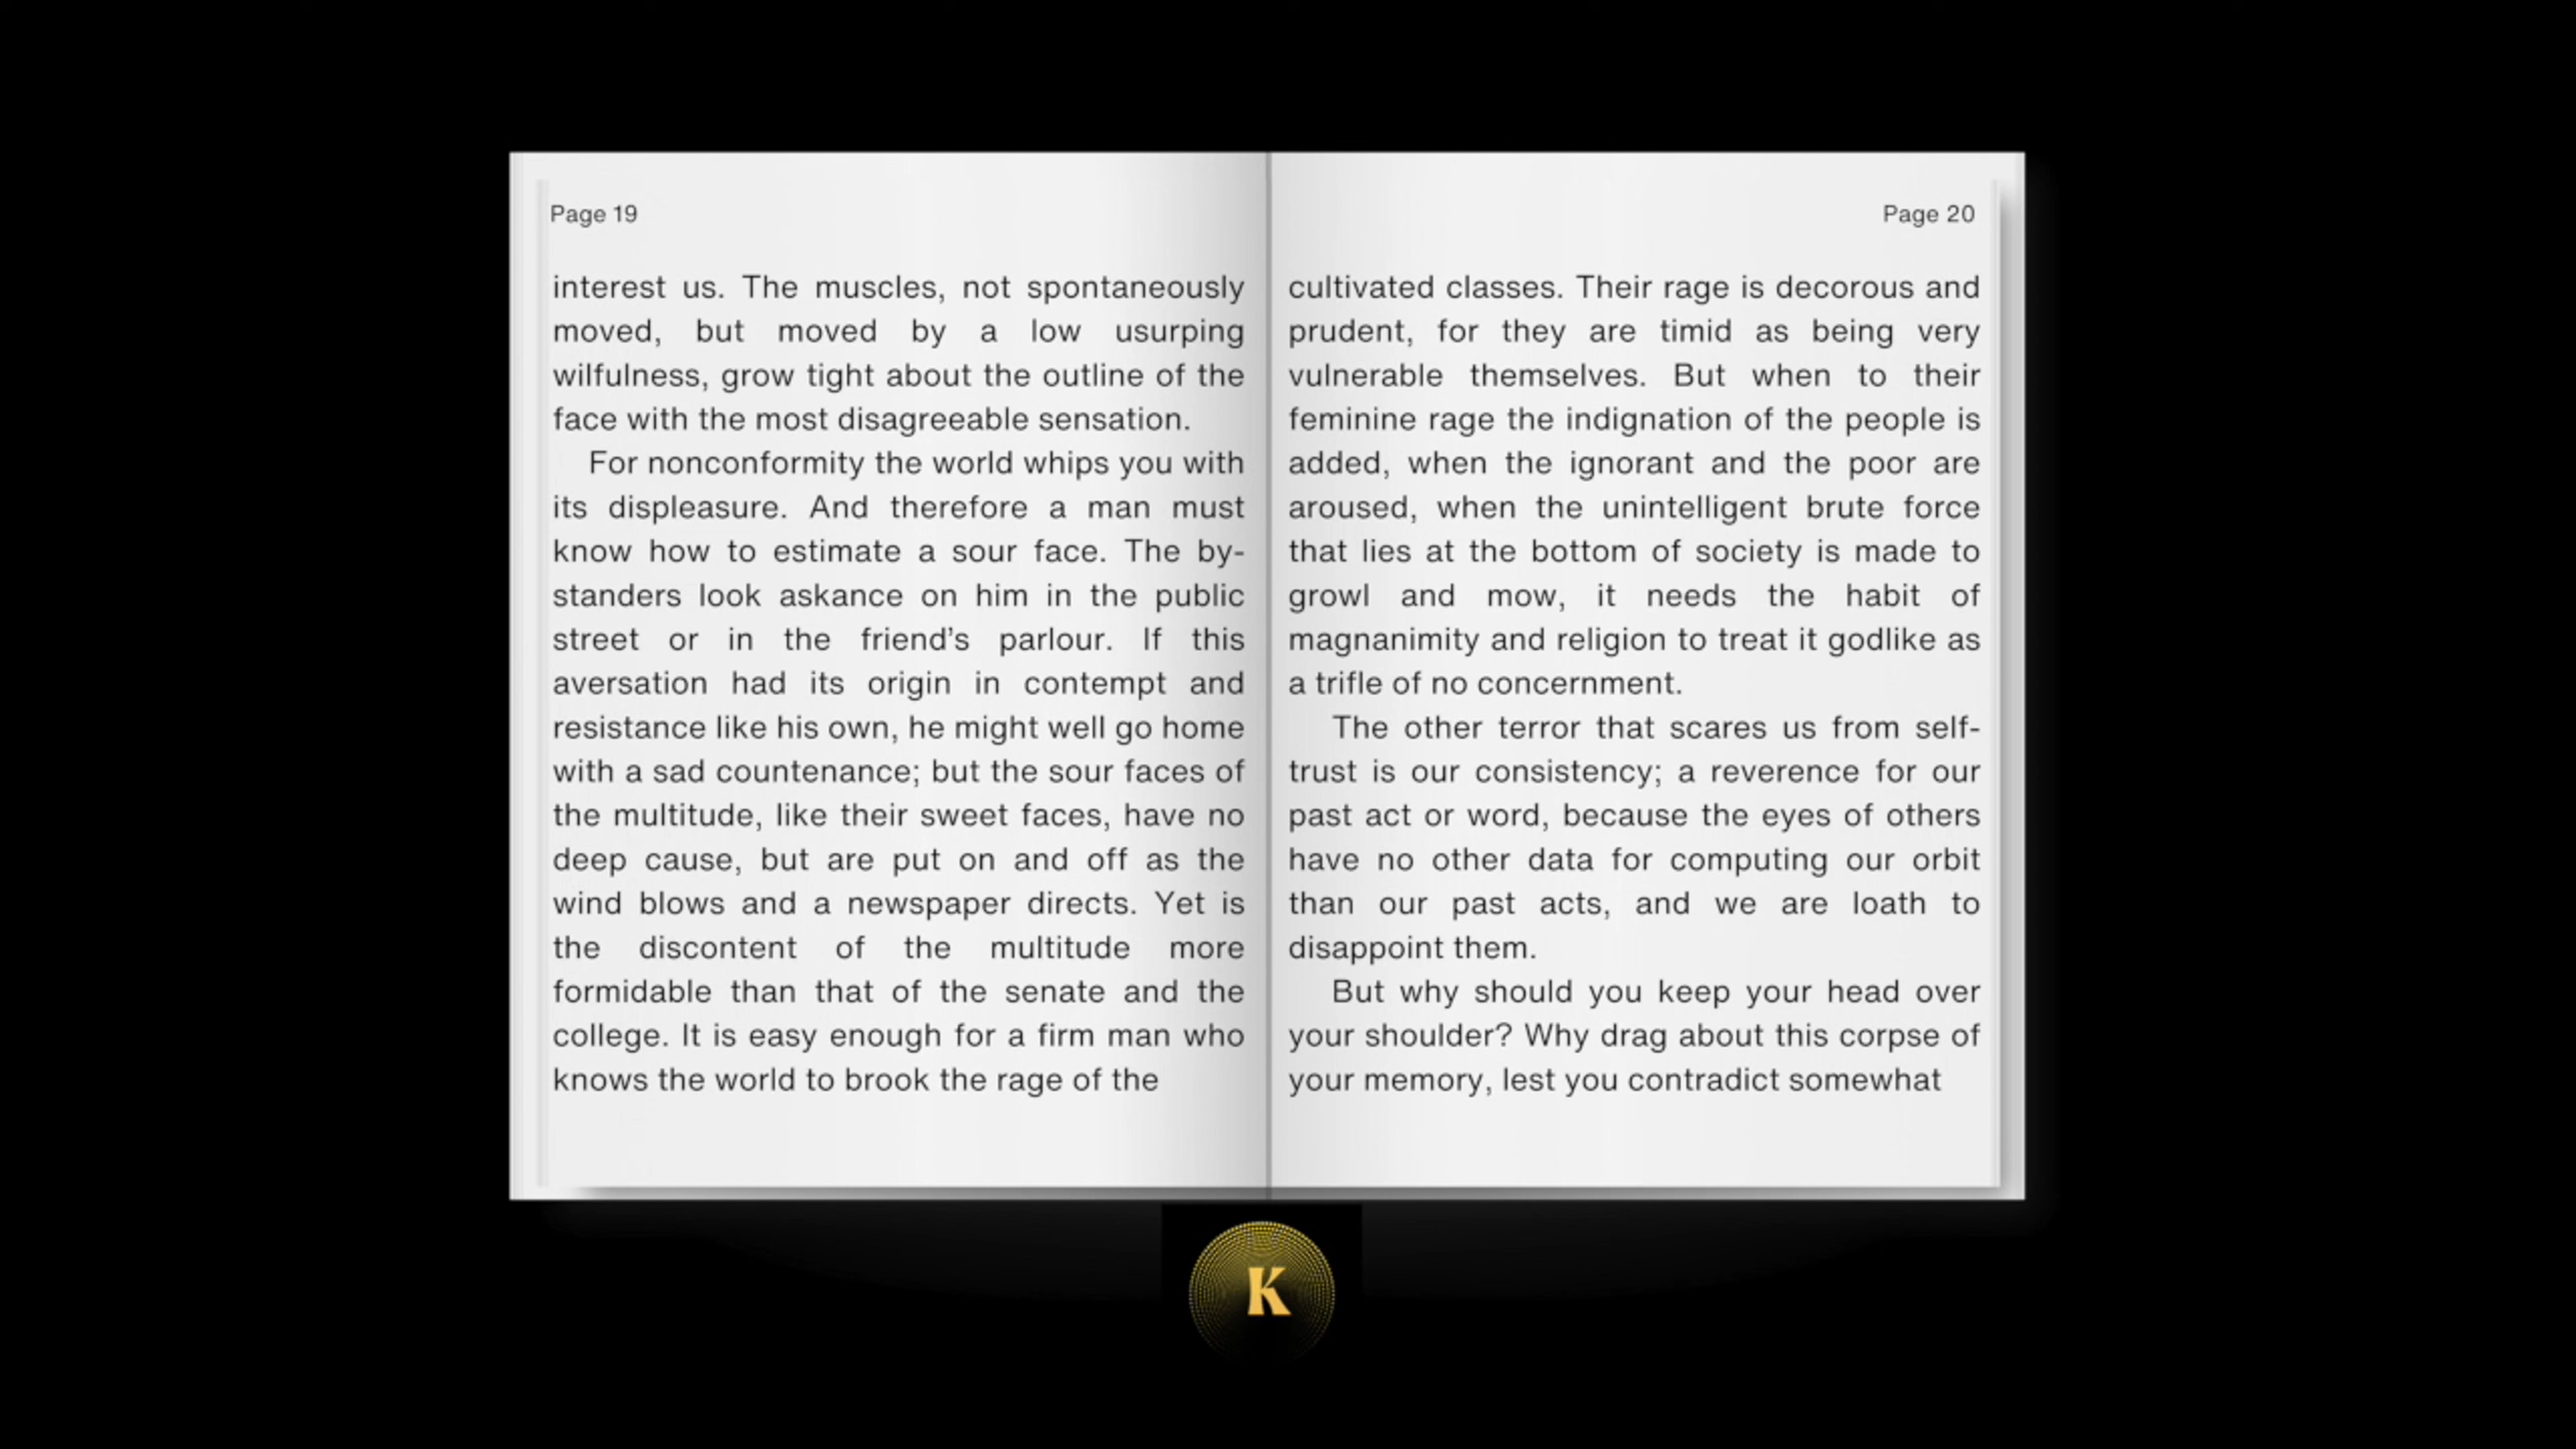 Page 19
interest us. The muscles, not spontaneously
moved, but moved by a low usurping
wilfulness, grow tight about the outline of the
face with the most disagreeable sensation.
For nonconformity the world whips you with
its displeasure. And therefore a man must
know how to estimate a sour face. The by-
standers look askance on him in the public
street or in the friend's parlour. If this
aversation had its origin in contempt and
resistance like his own, he might well go home
with a sad countenance; but the sour faces of
the multitude, like their sweet faces, have no
deep cause, but are put on and off as the
wind blows and a newspaper directs. Yet is
the discontent of the multitude more
formidable than that of the senate and the
college. It is easy enough for a firm man who
knows the world to brook the rage of the
Page 20
cultivated classes. Their rage is decorous and
prudent, for they are timid as being very
vulnerable themselves. But when to their
feminine rage the indignation of the people is
added, when the ignorant and the poor are
aroused, when the unintelligent brute force
that lies at the bottom of society is made to
growl and mow, it needs the habit of
magnanimity and religion to treat it godlike as
a trifle of no concernment.
The other terror that scares us from self-
trust is our consistency; a reverence for our
past act or word, because the eyes of others
have no other data for computing our orbit
than our past acts, and we are loath to
disappoint them.
But why should you keep your head over
your shoulder? Why drag about this corpse of
your memory, lest you contradict somewhat
K